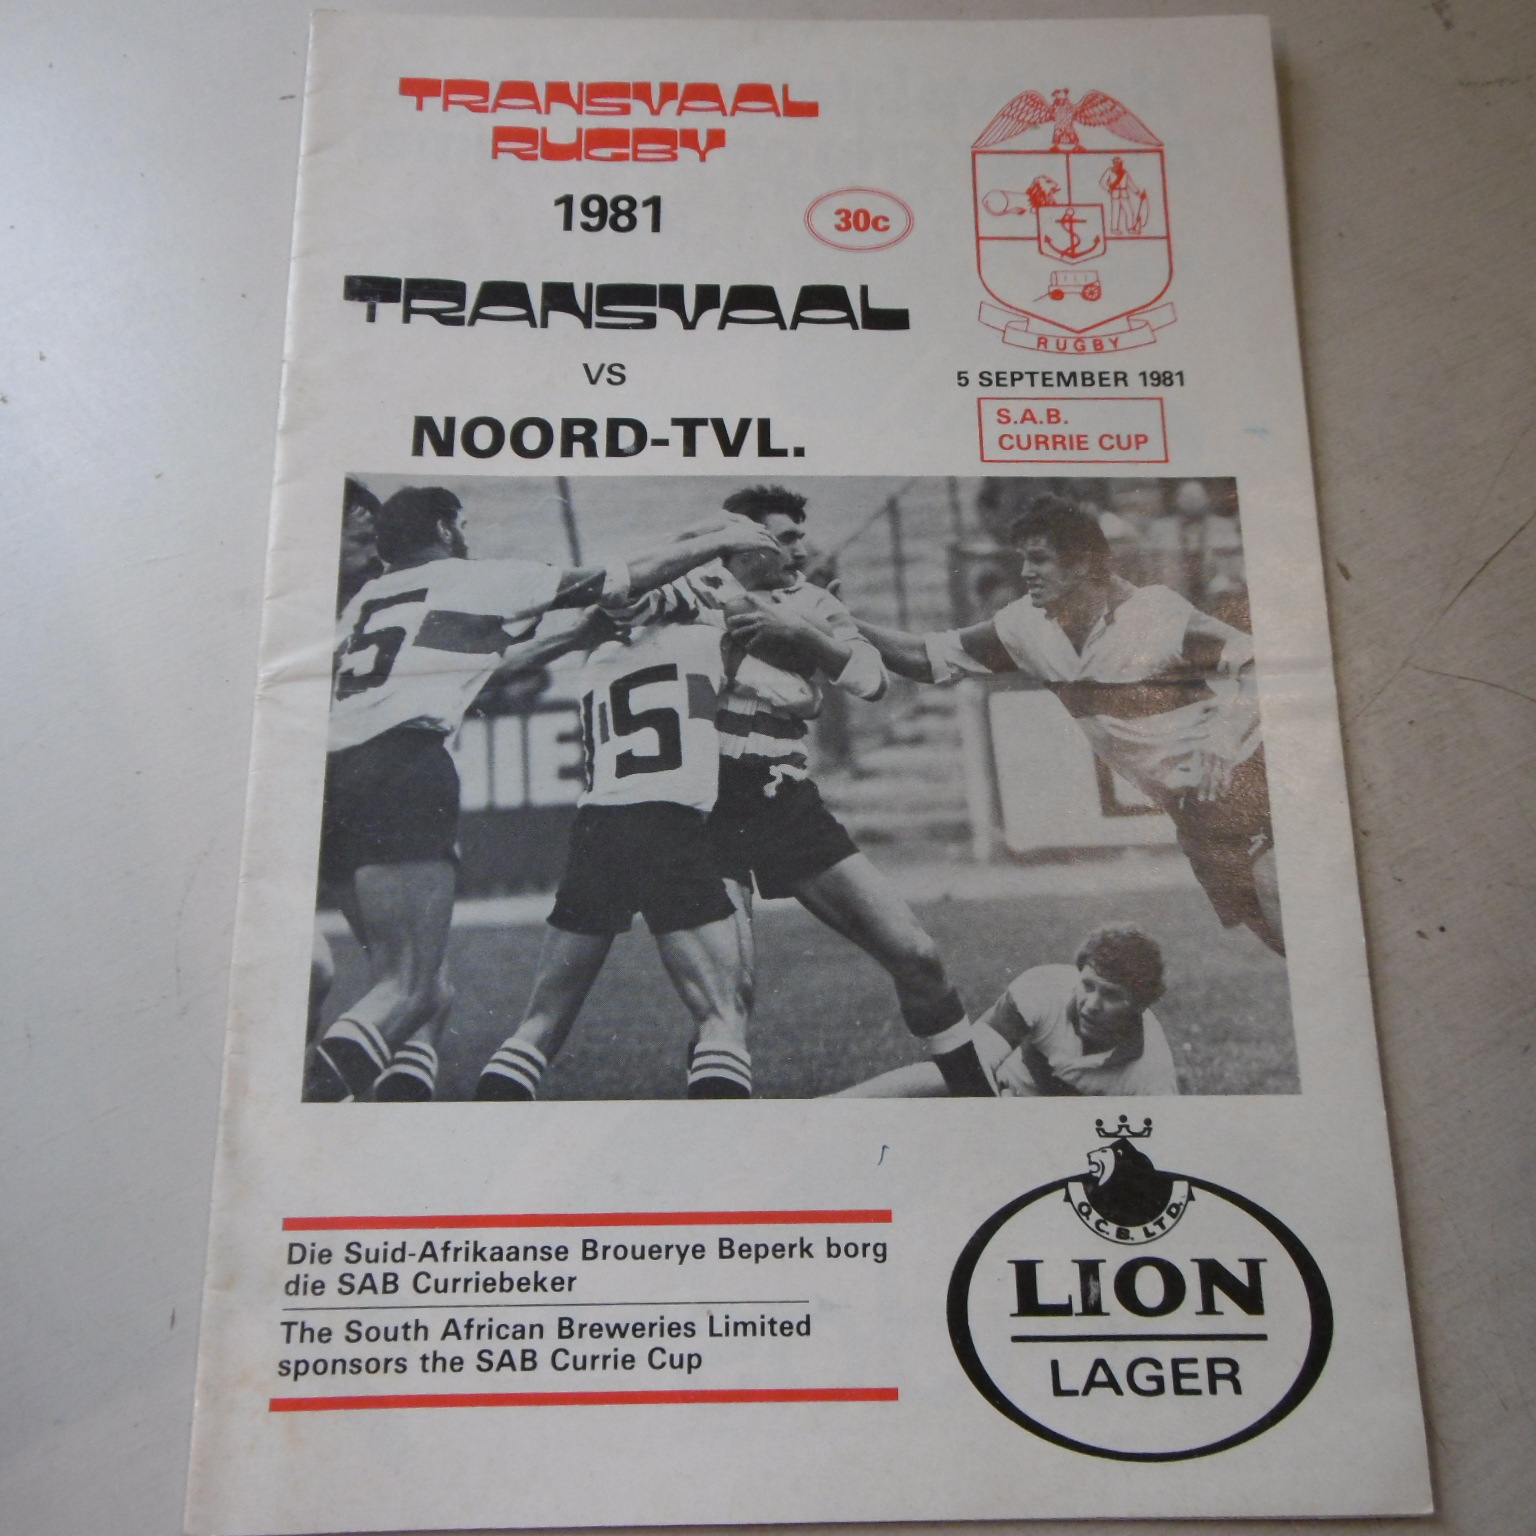 TRANSVAAL
RUGBY
1981
30c
TRANSVAAL
VS
NOORD-TVL.
RUGBY
5 SEPTEMBER 1981
S.A.B.
CURRIE CUP
5
15
Die Suid-Afrikaanse Brouerye Beperk borg
die SAB Curriebeker
The South African Breweries Limited
sponsors the SAB Currie Cup
O.C.B. LTD.
LION
LAGER